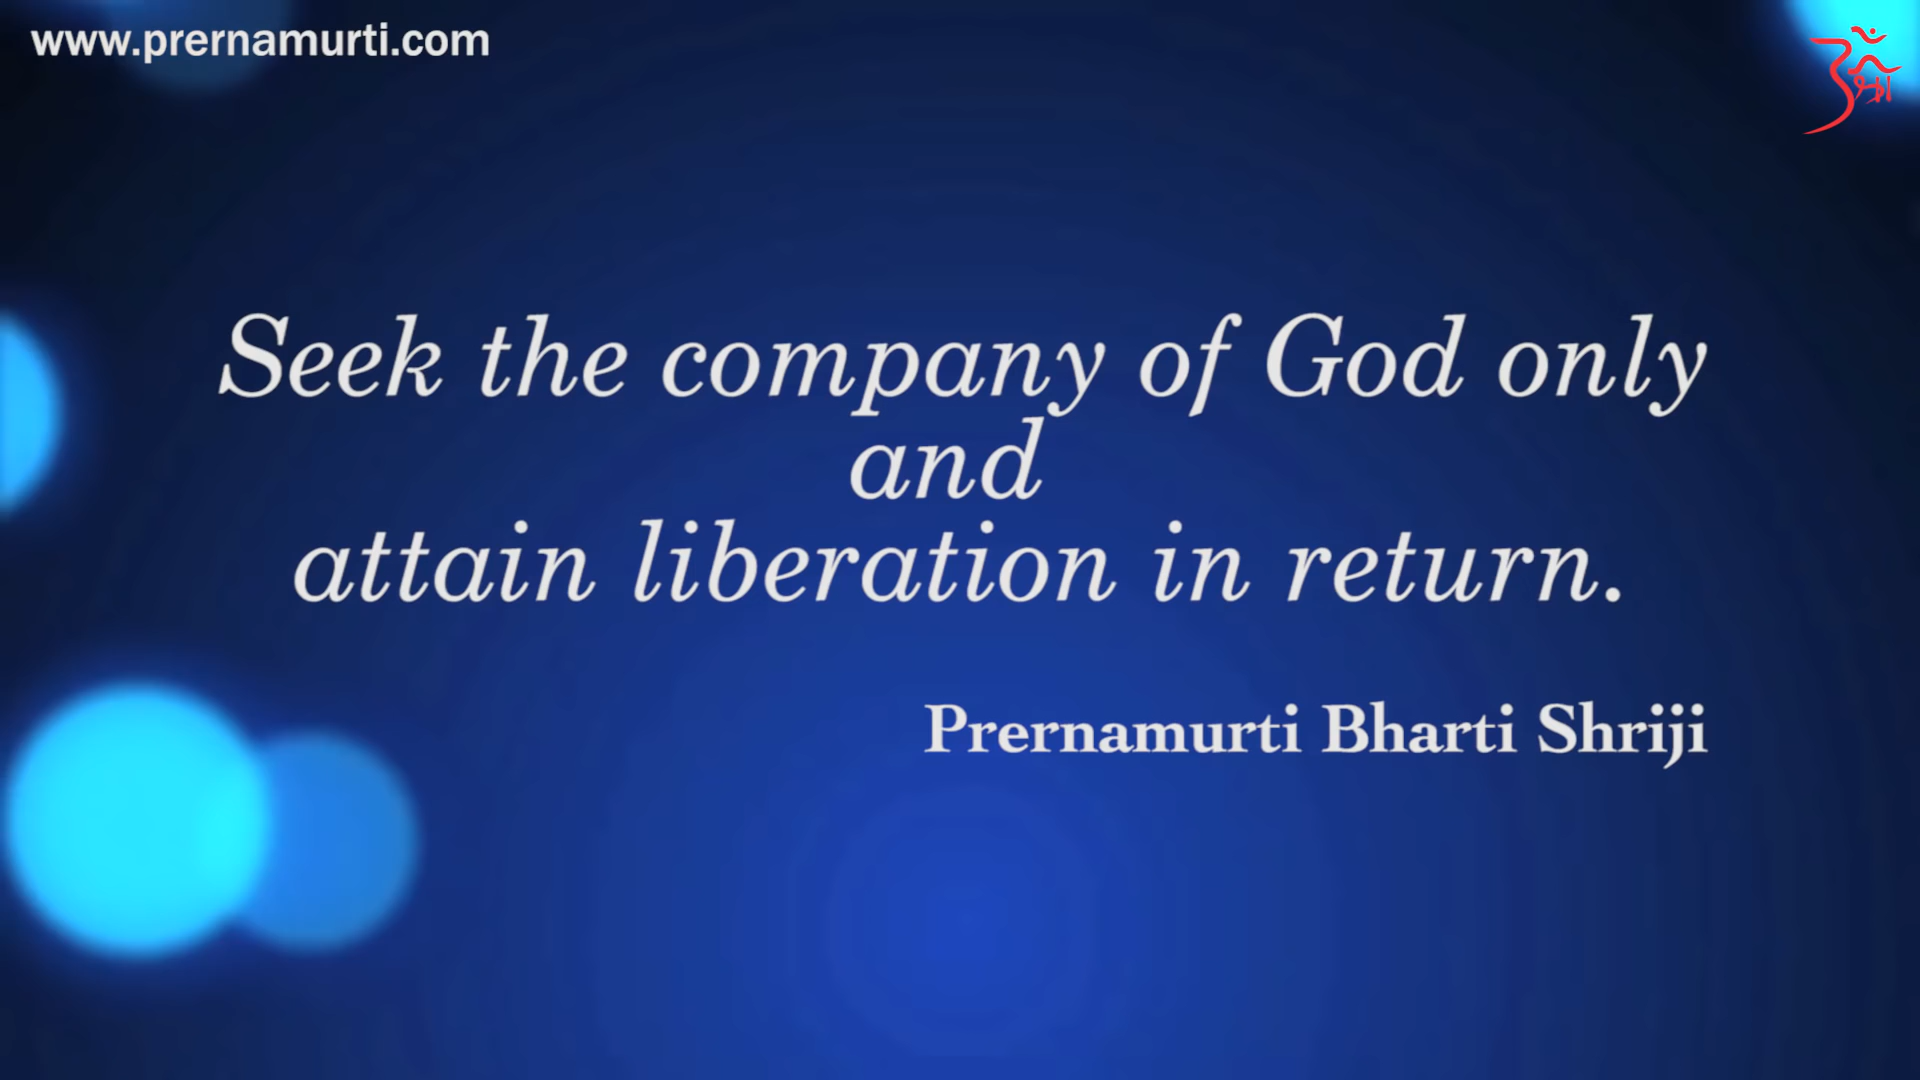 www.prernamurti.com
Seek the company of God only
and
attain liberation in return.
Prernamurti Bharti Shriji